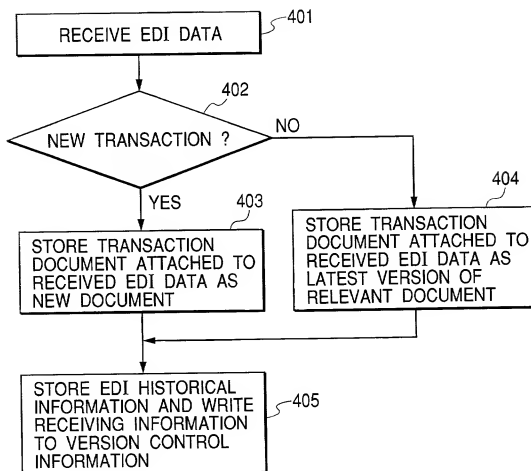 RECEIVE EDI DATA
401
402
NEW TRANSACTION ?
NO
YES
403
STORE TRANSACTION
DOCUMENT ATTACHED TO
RECEIVED EDI DATA AS
NEW DOCUMENT
404
STORE TRANSACTION
DOCUMENT ATTACHED TO
RECEIVED EDI DATA AS
LATEST VERSION OF
RELEVANT DOCUMENT
STORE EDI HISTORICAL
INFORMATION AND WRITE
RECEIVING INFORMATION
TO VERSION CONTROL
INFORMATION
405